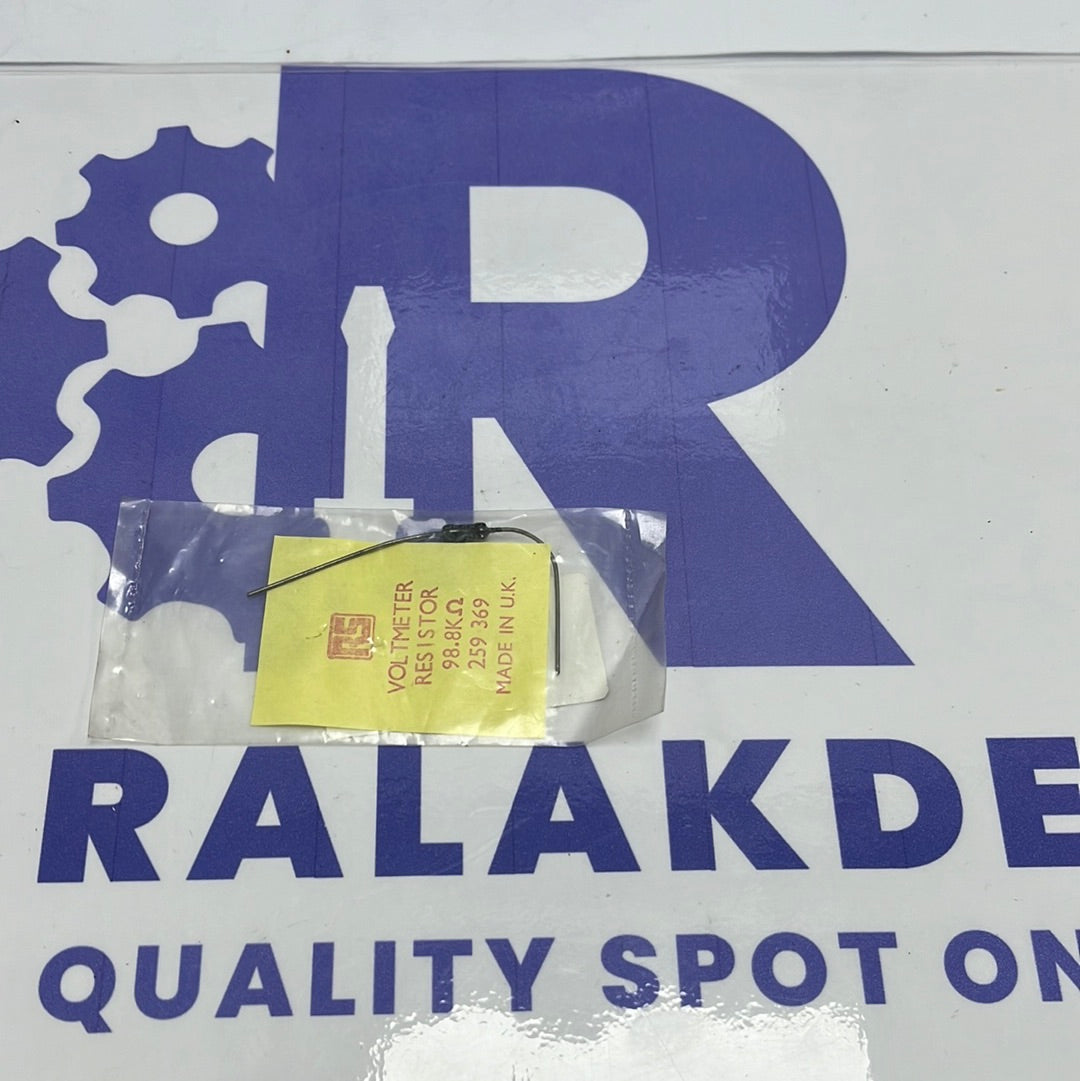 R
RS
VOLTMETER
RESISTOR
98.8KΩ
259 369
MADE IN U.K.
RALAKDE
QUALITY SPOT ON